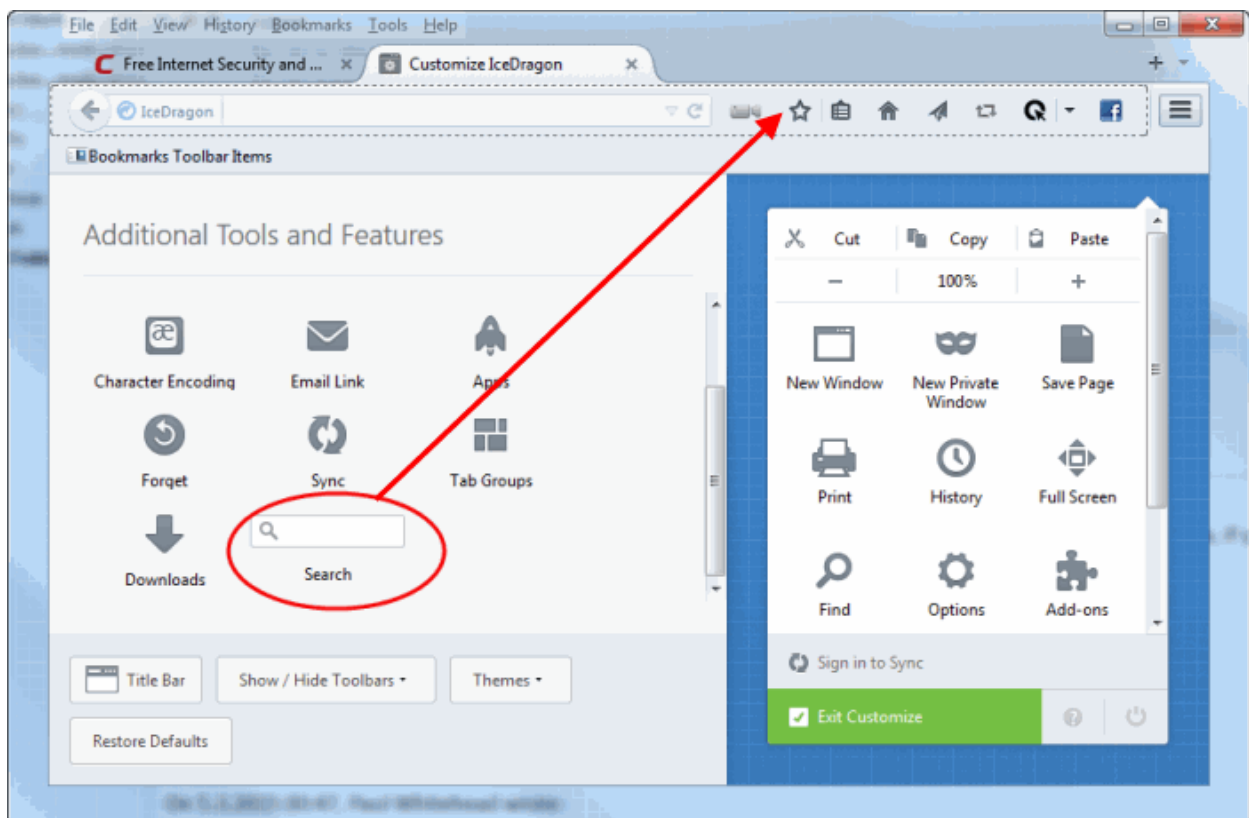 File Edit View History Bookmarks Tools Help
Free Internet Security and ... Customize IceDragon
IceDragon
Bookmarks Toolbar Items
Additional Tools and Features
Character Encoding Email Link Apps
Forget Sync Tab Groups
Downloads Search
Title Bar Show / Hide Toolbars Themes
Restore Defaults
Cut Copy Paste
− 100% +
New Window New Private Window Save Page
Print History Full Screen
Find Options Add-ons
Sign in to Sync
Exit Customize